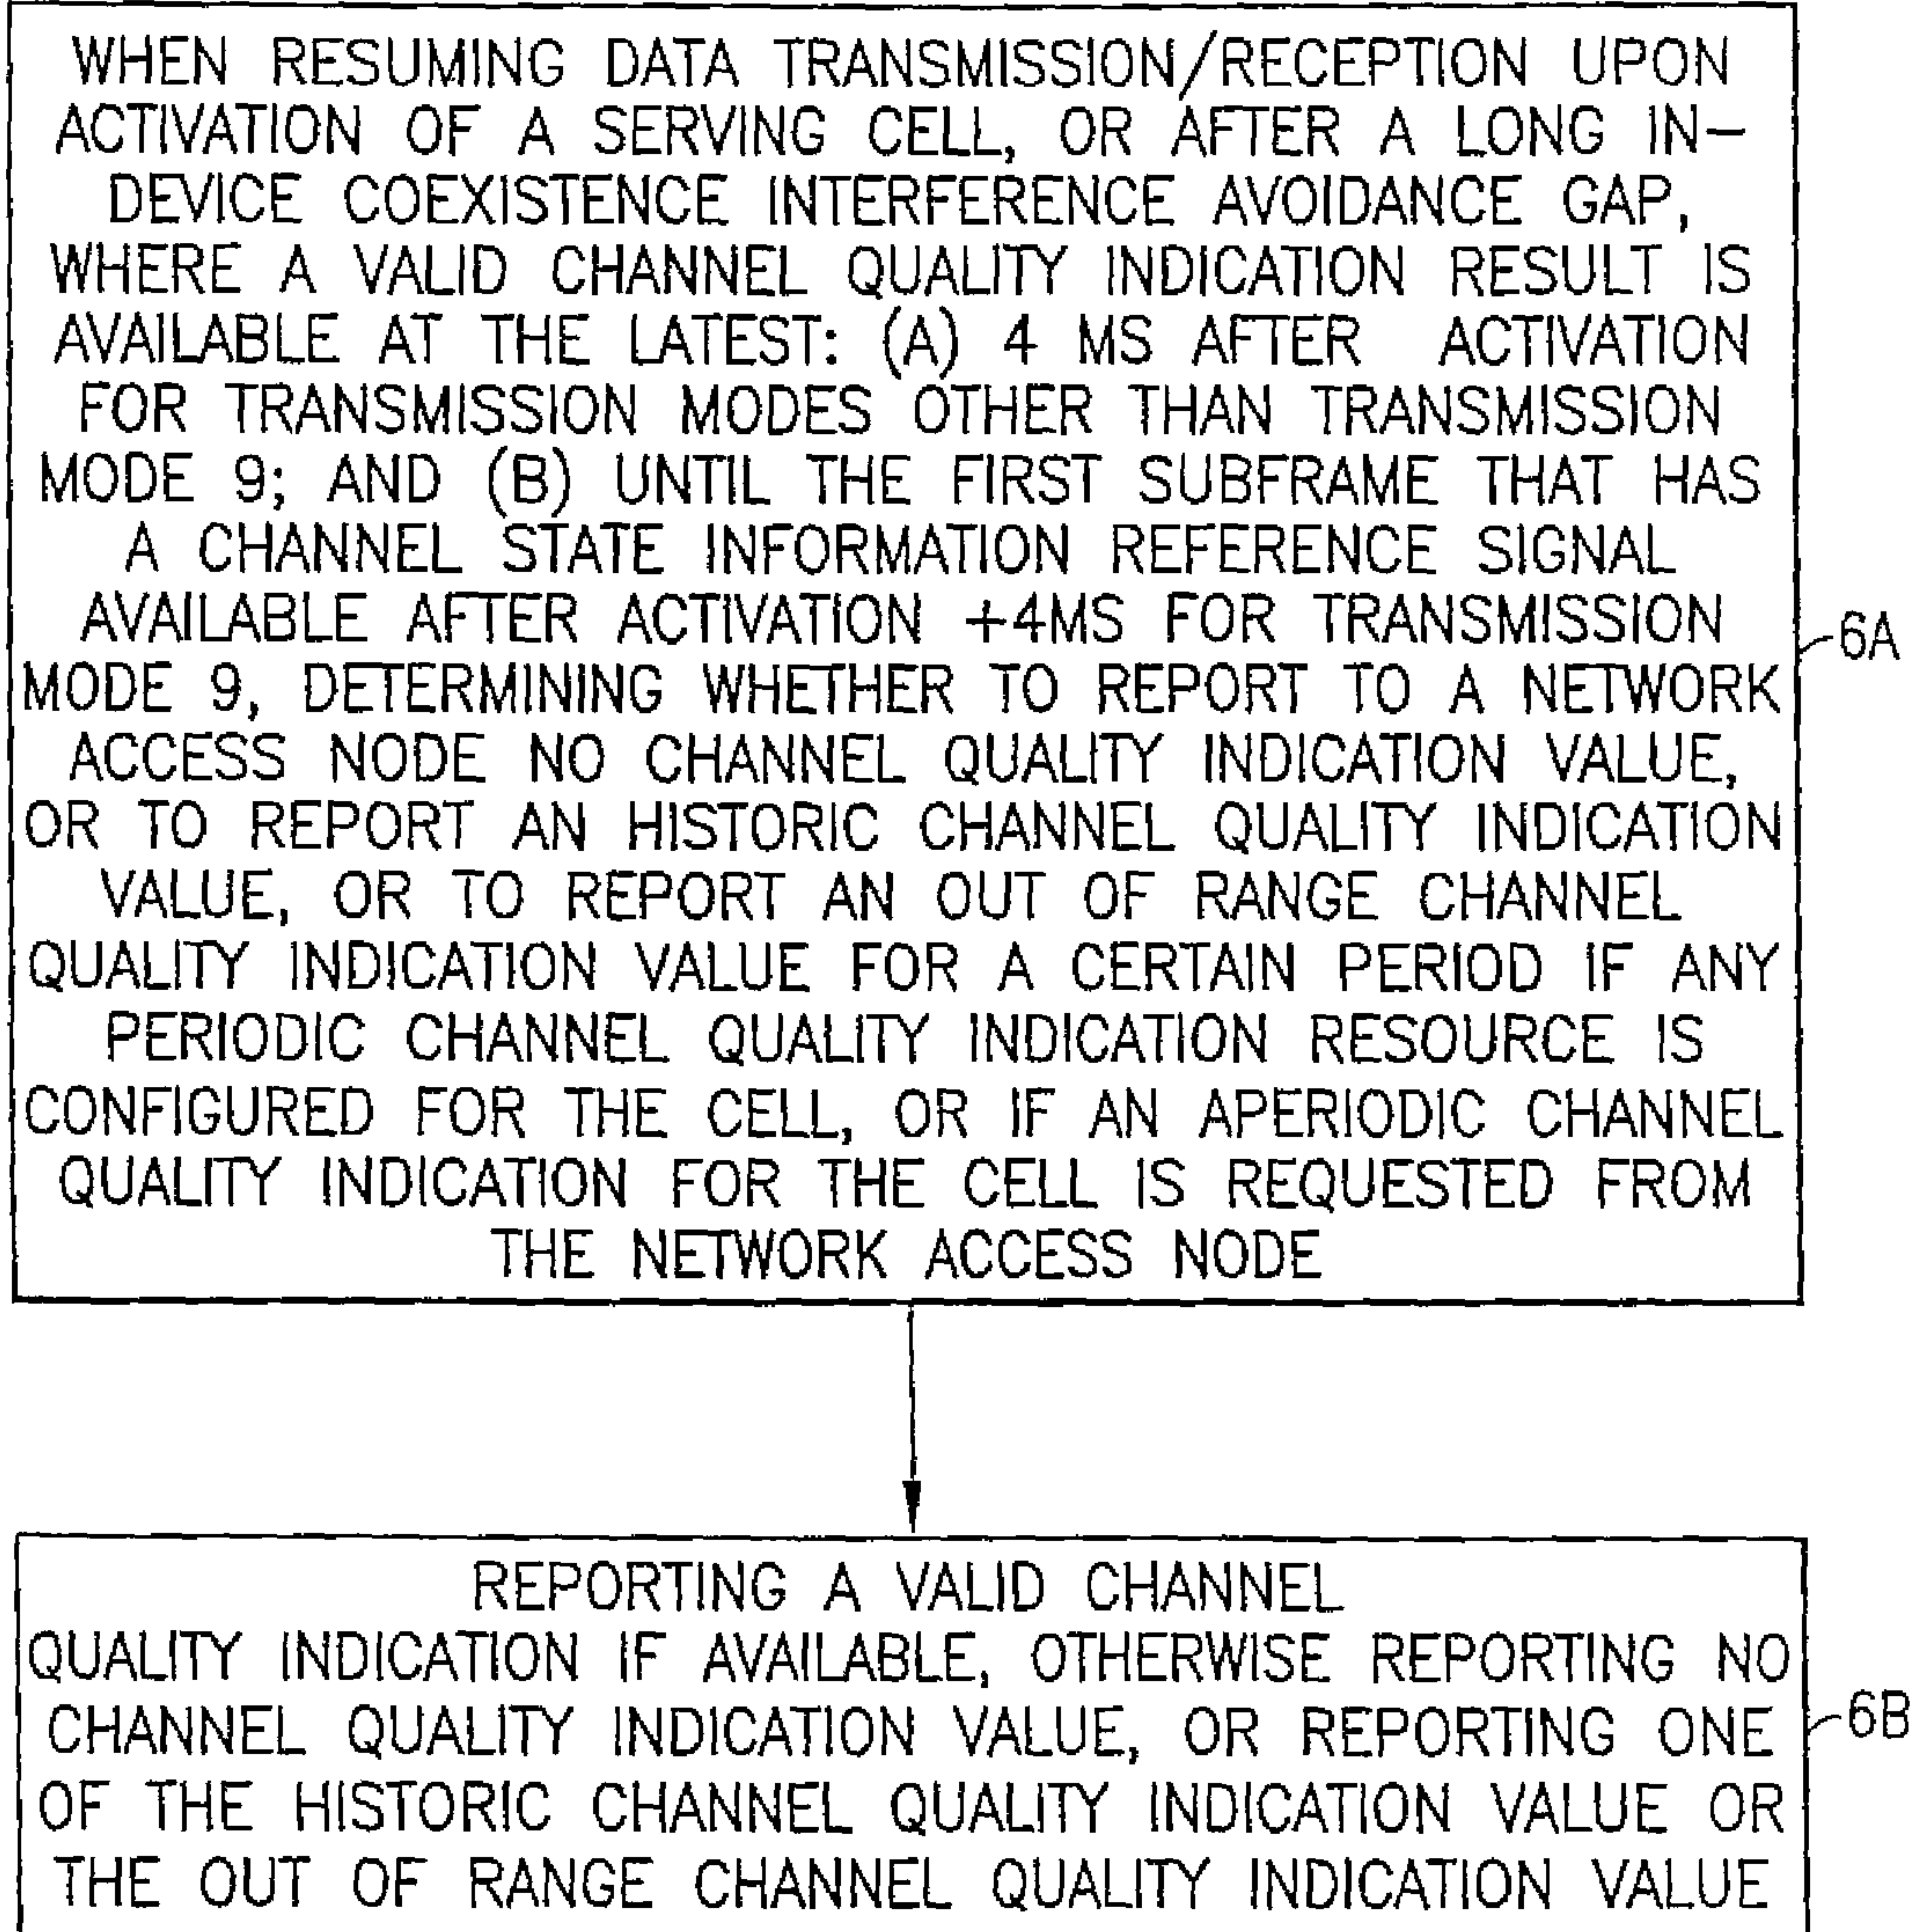 WHEN RESUMING DATA TRANSMISSION/RECEPTION UPON
ACTIVATION OF A SERVING CELL, OR AFTER A LONG IN-
DEVICE COEXISTENCE INTERFERENCE AVOIDANCE GAP,
WHERE A VALID CHANNEL QUALITY INDICATION RESULT IS
AVAILABLE AT THE LATEST: (A) 4 MS AFTER ACTIVATION
FOR TRANSMISSION MODES OTHER THAN TRANSMISSION
MODE 9; AND (B) UNTIL THE FIRST SUBFRAME THAT HAS
A CHANNEL STATE INFORMATION REFERENCE SIGNAL
AVAILABLE AFTER ACTIVATION +4MS FOR TRANSMISSION
MODE 9, DETERMINING WHETHER TO REPORT TO A NETWORK
ACCESS NODE NO CHANNEL QUALITY INDICATION VALUE,
OR TO REPORT AN HISTORIC CHANNEL QUALITY INDICATION
VALUE, OR TO REPORT AN OUT OF RANGE CHANNEL
QUALITY INDICATION VALUE FOR A CERTAIN PERIOD IF ANY
PERIODIC CHANNEL QUALITY INDICATION RESOURCE IS
CONFIGURED FOR THE CELL, OR IF AN APERIODIC CHANNEL
QUALITY INDICATION FOR THE CELL IS REQUESTED FROM
THE NETWORK ACCESS NODE
6A
REPORTING A VALID CHANNEL
QUALITY INDICATION IF AVAILABLE, OTHERWISE REPORTING NO
CHANNEL QUALITY INDICATION VALUE, OR REPORTING ONE
OF THE HISTORIC CHANNEL QUALITY INDICATION VALUE OR
THE OUT OF RANGE CHANNEL QUALITY INDICATION VALUE
6B